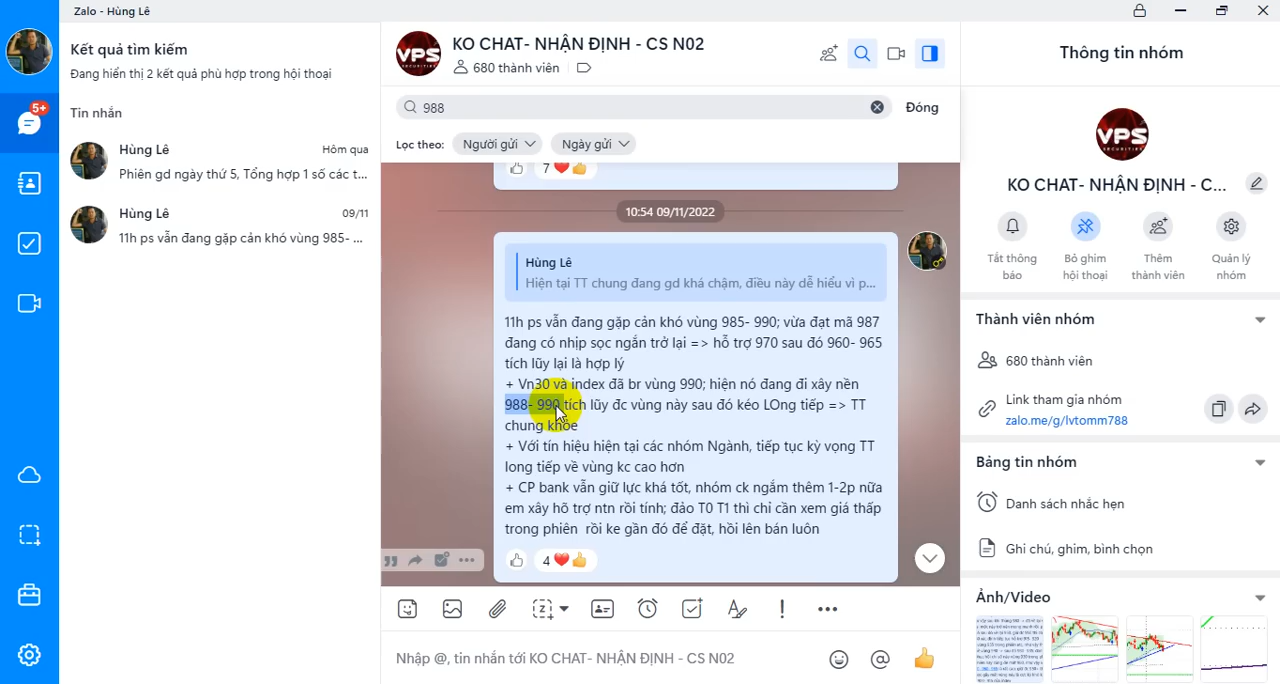 Zalo - Hùng Lê
5+
Kết quả tìm kiếm
Đang hiển thị 2 kết quả phù hợp trong hội thoại
Tin nhắn
Hùng Lê
Hôm qua
Phiên gd ngày thứ 5, Tổng hợp 1 số các t...
Hùng Lê
09/11
11h ps vẫn đang gặp cản khó vùng 985- ...
VPS
SECURITIES
KO CHAT- NHẬN ĐỊNH - CS N02
680 thành viên
988
Đóng
Lọc theo:
Người gửi
Ngày gửi
7
10:54 09/11/2022
Hùng Lê
Hiện tại TT chung đang gd khá chậm, điều này dễ hiểu vì p...
11h ps vẫn đang gặp cản khó vùng 985- 990; vừa đạt mã 987
đang có nhịp sọc ngắn trở lại => hỗ trợ 970 sau đó 960- 965
tích lũy lại là hợp lý
+ Vn30 và index đã br vùng 990; hiện nó đang đi xây nền
988- 990 tích lũy đc vùng này sau đó kéo LOng tiếp => TT
chung khỏe
+ Với tín hiệu hiện tại các nhóm Ngành, tiếp tục kỳ vọng TT
long tiếp về vùng kc cao hơn
+ CP bank vẫn giữ lực khá tốt, nhóm ck ngắm thêm 1-2p nữa
em xây hõ trợ ntn rồi tính; đảo T0 T1 thì chỉ cần xem giá thấp
trong phiên rồi ke gần đó để đặt, hồi lên bán luôn
4
Nhập @, tin nhắn tới KO CHAT- NHẬN ĐỊNH - CS N02
Thông tin nhóm
VPS
SECURITIES
KO CHAT- NHẬN ĐỊNH - C...
Tắt thông báo
Bỏ ghim hội thoại
Thêm thành viên
Quản lý nhóm
Thành viên nhóm
680 thành viên
Link tham gia nhóm
zalo.me/g/lvtomm788
Bảng tin nhóm
Danh sách nhắc hẹn
Ghi chú, ghim, bình chọn
Ảnh/Video